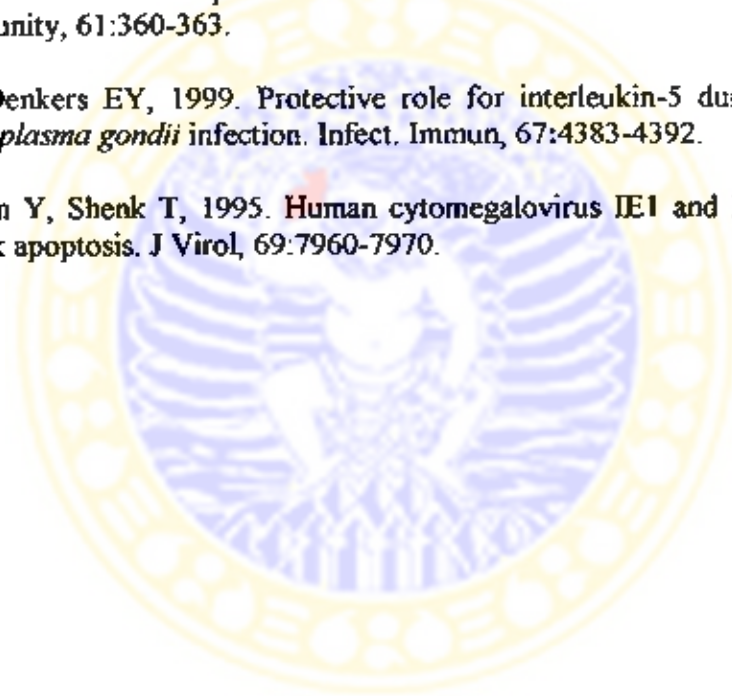 unity, 61:360-363.
Denkers EY, 1999. Protective role for interleukin-5 du
plasma gondii infection. Infect. Immun, 67:4383-4392.
n Y, Shenk T, 1995. Human cytomegalovirus IE1 and
k apoptosis. J Virol, 69:7960-7970.